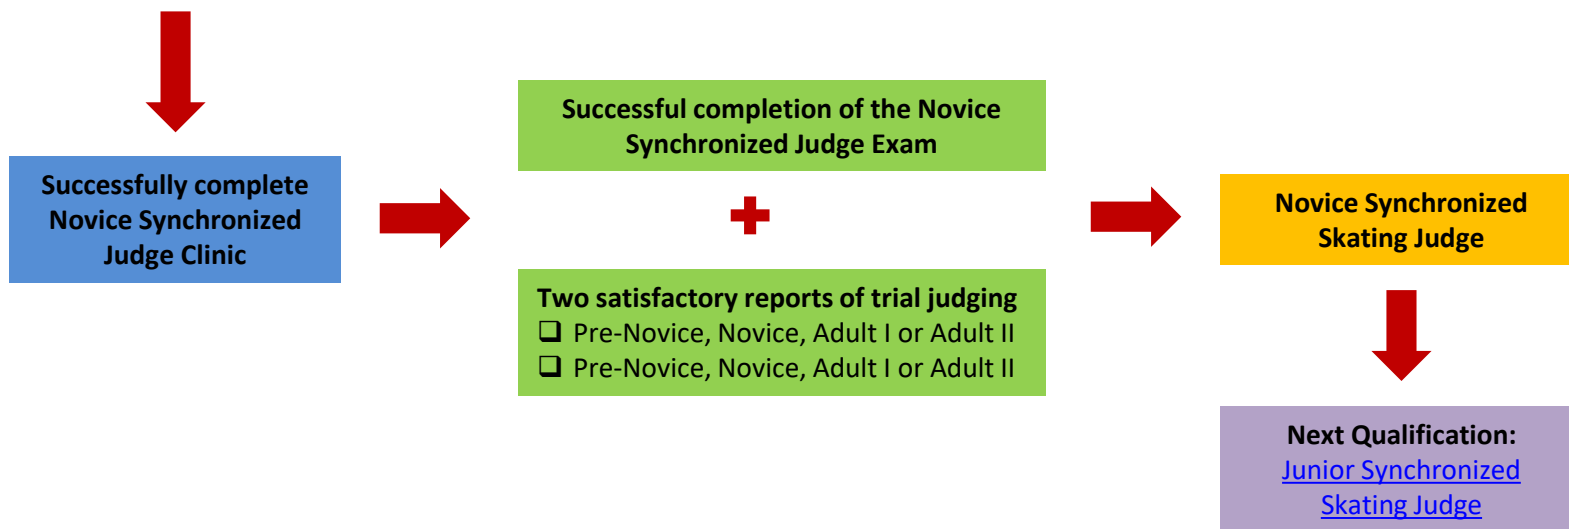 Successfully complete
Novice Synchronized
Judge Clinic
Successful completion of the Novice
Synchronized Judge Exam
Two satisfactory reports of trial judging
❑ Pre-Novice, Novice, Adult I or Adult II
❑ Pre-Novice, Novice, Adult I or Adult II
Novice Synchronized
Skating Judge
Next Qualification:
Junior Synchronized
Skating Judge